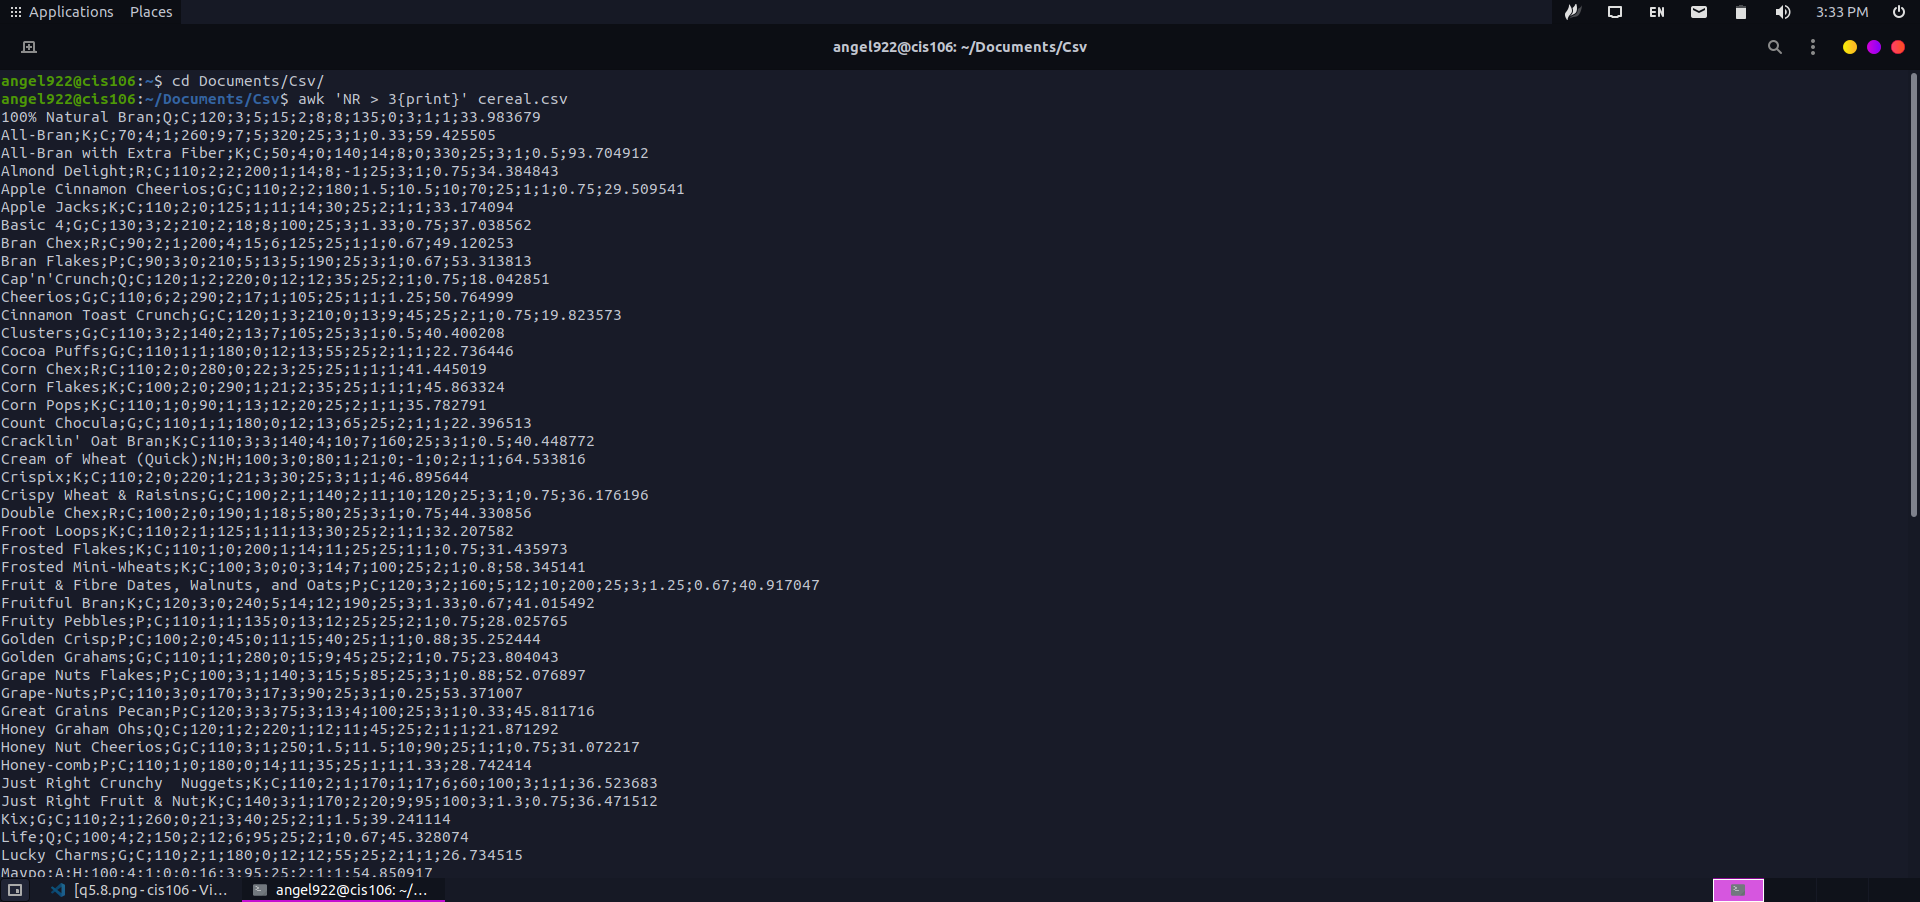 Applications Places EN 3:33 PM
angel922@cis106: ~/Documents/Csv
angel922@cis106:~$ cd Documents/Csv/
angel922@cis106:~/Documents/Csv$ awk 'NR > 3{print}' cereal.csv
100% Natural Bran;Q;C;120;3;5;15;2;8;8;135;0;3;1;1;33.983679
All-Bran;K;C;70;4;1;260;9;7;5;320;25;3;1;0.33;59.425505
All-Bran with Extra Fiber;K;C;50;4;0;140;14;8;0;330;25;3;1;0.5;93.704912
Almond Delight;R;C;110;2;2;200;1;14;8;-1;25;3;1;0.75;34.384843
Apple Cinnamon Cheerios;G;C;110;2;2;180;1.5;10.5;10;70;25;1;1;0.75;29.509541
Apple Jacks;K;C;110;2;0;125;1;11;14;30;25;2;1;1;33.174094
Basic 4;G;C;130;3;2;210;2;18;8;100;25;3;1.33;0.75;37.038562
Bran Chex;R;C;90;2;1;200;4;15;6;125;25;1;1;0.67;49.120253
Bran Flakes;P;C;90;3;0;210;5;13;5;190;25;3;1;0.67;53.313813
Cap'n'Crunch;Q;C;120;1;2;220;0;12;12;35;25;2;1;0.75;18.042851
Cheerios;G;C;110;6;2;290;2;17;1;105;25;1;1;1.25;50.764999
Cinnamon Toast Crunch;G;C;120;1;3;210;0;13;9;45;25;2;1;0.75;19.823573
Clusters;G;C;110;3;2;140;2;13;7;105;25;3;1;0.5;40.400208
Cocoa Puffs;G;C;110;1;1;180;0;12;13;55;25;2;1;1;22.736446
Corn Chex;R;C;110;2;0;280;0;22;3;25;25;1;1;1;41.445019
Corn Flakes;K;C;100;2;0;290;1;21;2;35;25;1;1;1;45.863324
Corn Pops;K;C;110;1;0;90;1;13;12;20;25;2;1;1;35.782791
Count Chocula;G;C;110;1;1;180;0;12;13;65;25;2;1;1;22.396513
Cracklin' Oat Bran;K;C;110;3;3;140;4;10;7;160;25;3;1;0.5;40.448772
Cream of Wheat (Quick);N;H;100;3;0;80;1;21;0;-1;0;2;1;1;64.533816
Crispix;K;C;110;2;0;220;1;21;3;30;25;3;1;1;46.895644
Crispy Wheat & Raisins;G;C;100;2;1;140;2;11;10;120;25;3;1;0.75;36.176196
Double Chex;R;C;100;2;0;190;1;18;5;80;25;3;1;0.75;44.330856
Froot Loops;K;C;110;2;1;125;1;11;13;30;25;2;1;1;32.207582
Frosted Flakes;K;C;110;1;0;200;1;14;11;25;25;1;1;0.75;31.435973
Frosted Mini-Wheats;K;C;100;3;0;0;3;14;7;100;25;2;1;0.8;58.345141
Fruit & Fibre Dates, Walnuts, and Oats;P;C;120;3;2;160;5;12;10;200;25;3;1.25;0.67;40.917047
Fruitful Bran;K;C;120;3;0;240;5;14;12;190;25;3;1.33;0.67;41.015492
Fruity Pebbles;P;C;110;1;1;135;0;13;12;25;25;2;1;0.75;28.025765
Golden Crisp;P;C;100;2;0;45;0;11;15;40;25;1;1;0.88;35.252444
Golden Grahams;G;C;110;1;1;280;0;15;9;45;25;2;1;0.75;23.804043
Grape Nuts Flakes;P;C;100;3;1;140;3;15;5;85;25;3;1;0.88;52.076897
Grape-Nuts;P;C;110;3;0;170;3;17;3;90;25;3;1;0.25;53.371007
Great Grains Pecan;P;C;120;3;3;75;3;13;4;100;25;3;1;0.33;45.811716
Honey Graham Ohs;Q;C;120;1;2;220;1;12;11;45;25;2;1;1;21.871292
Honey Nut Cheerios;G;C;110;3;1;250;1.5;11.5;10;90;25;1;1;0.75;31.072217
Honey-comb;P;C;110;1;0;180;0;14;11;35;25;1;1;1.33;28.742414
Just Right Crunchy  Nuggets;K;C;110;2;1;170;1;17;6;60;100;3;1;1;36.523683
Just Right Fruit & Nut;K;C;140;3;1;170;2;20;9;95;100;3;1.3;0.75;36.471512
Kix;G;C;110;2;1;260;0;21;3;40;25;2;1;1.5;39.241114
Life;Q;C;100;4;2;150;2;12;6;95;25;2;1;0.67;45.328074
Lucky Charms;G;C;110;2;1;180;0;12;12;55;25;2;1;1;26.734515
Maypo;A;H;100;4;1;0;0;16;3;95;25;2;1;1;54.850917
[q5.8.png - cis106 - Vi... angel922@cis106: ~/...